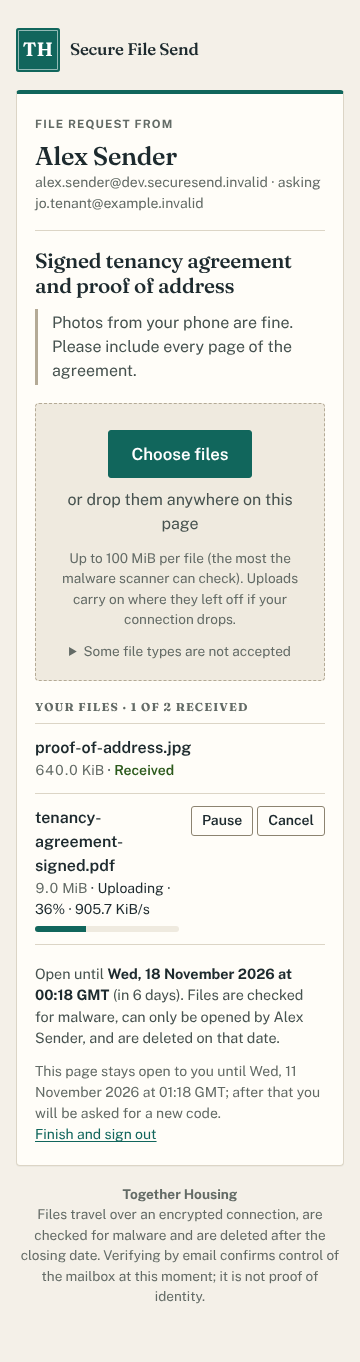 TH Secure File Send
FILE REQUEST FROM
Alex Sender
alex.sender@dev.securesend.invalid · asking
jo.tenant@example.invalid
Signed tenancy agreement
and proof of address
Photos from your phone are fine.
Please include every page of the
agreement.
Choose files
or drop them anywhere on this
page
Up to 100 MiB per file (the most the
malware scanner can check). Uploads
carry on where they left off if your
connection drops.
▶ Some file types are not accepted
YOUR FILES · 1 OF 2 RECEIVED
proof-of-address.jpg
640.0 KiB · Received
tenancy-
agreement-
signed.pdf
Pause Cancel
9.0 MiB · Uploading ·
36% · 905.7 KiB/s
Open until Wed, 18 November 2026 at
00:18 GMT (in 6 days). Files are checked
for malware, can only be opened by Alex
Sender, and are deleted on that date.
This page stays open to you until Wed, 11
November 2026 at 01:18 GMT; after that you
will be asked for a new code.
Finish and sign out
Together Housing
Files travel over an encrypted connection, are
checked for malware and are deleted after the
closing date. Verifying by email confirms control of
the mailbox at this moment; it is not proof of
identity.